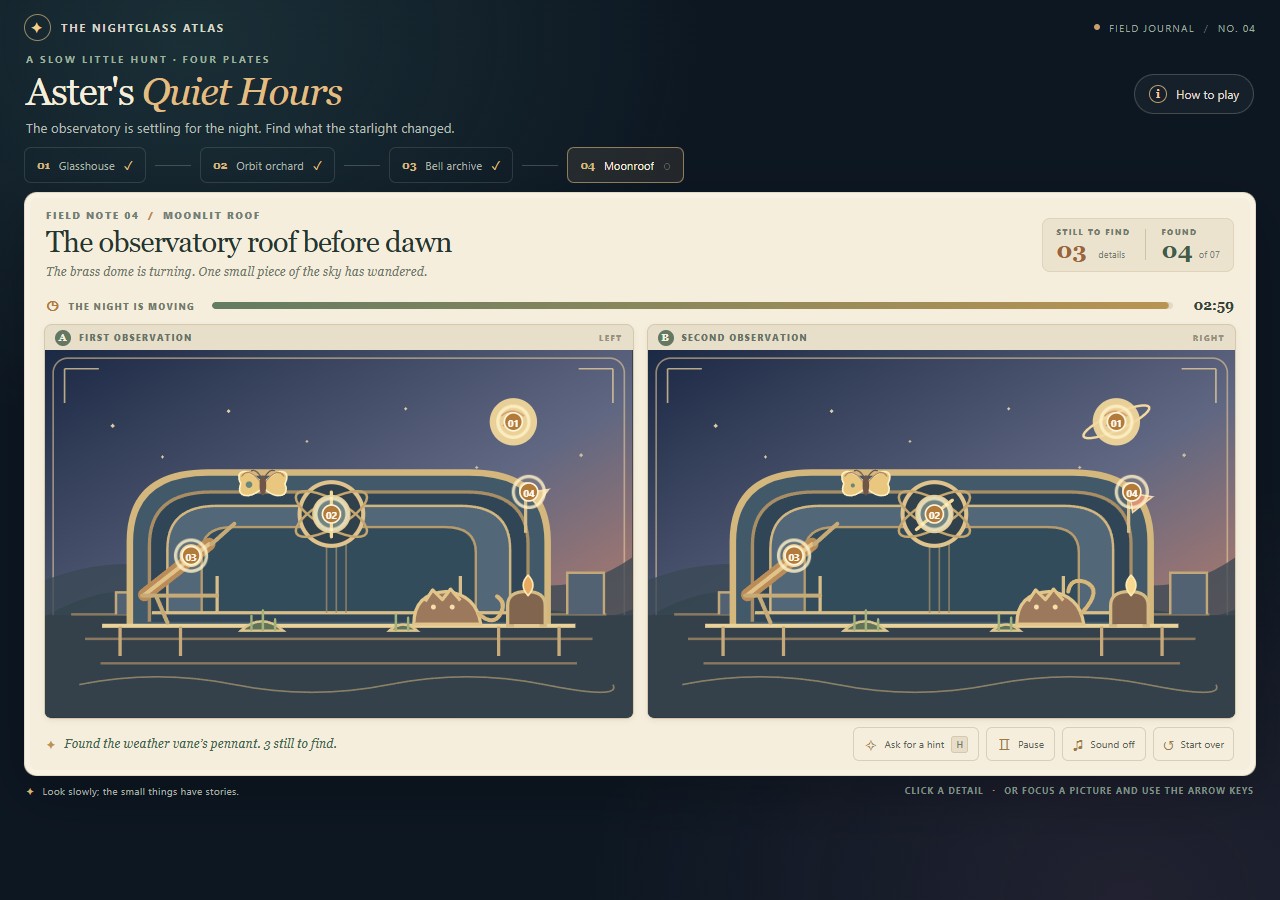 THE NIGHTGLASS ATLAS
FIELD JOURNAL / NO. 04
A SLOW LITTLE HUNT · FOUR PLATES
Aster's Quiet Hours
How to play
The observatory is settling for the night. Find what the starlight changed.
01 Glasshouse ✓
02 Orbit orchard ✓
03 Bell archive ✓
04 Moonroof
FIELD NOTE 04 / MOONLIT ROOF
The observatory roof before dawn
The brass dome is turning. One small piece of the sky has wandered.
STILL TO FIND
03 details
FOUND
04 of 07
THE NIGHT IS MOVING
02:59
A FIRST OBSERVATION
LEFT
B SECOND OBSERVATION
RIGHT
01
04
02
03
01
04
02
03
Found the weather vane's pennant. 3 still to find.
Ask for a hint H
Pause
Sound off
Start over
Look slowly; the small things have stories.
CLICK A DETAIL · OR FOCUS A PICTURE AND USE THE ARROW KEYS